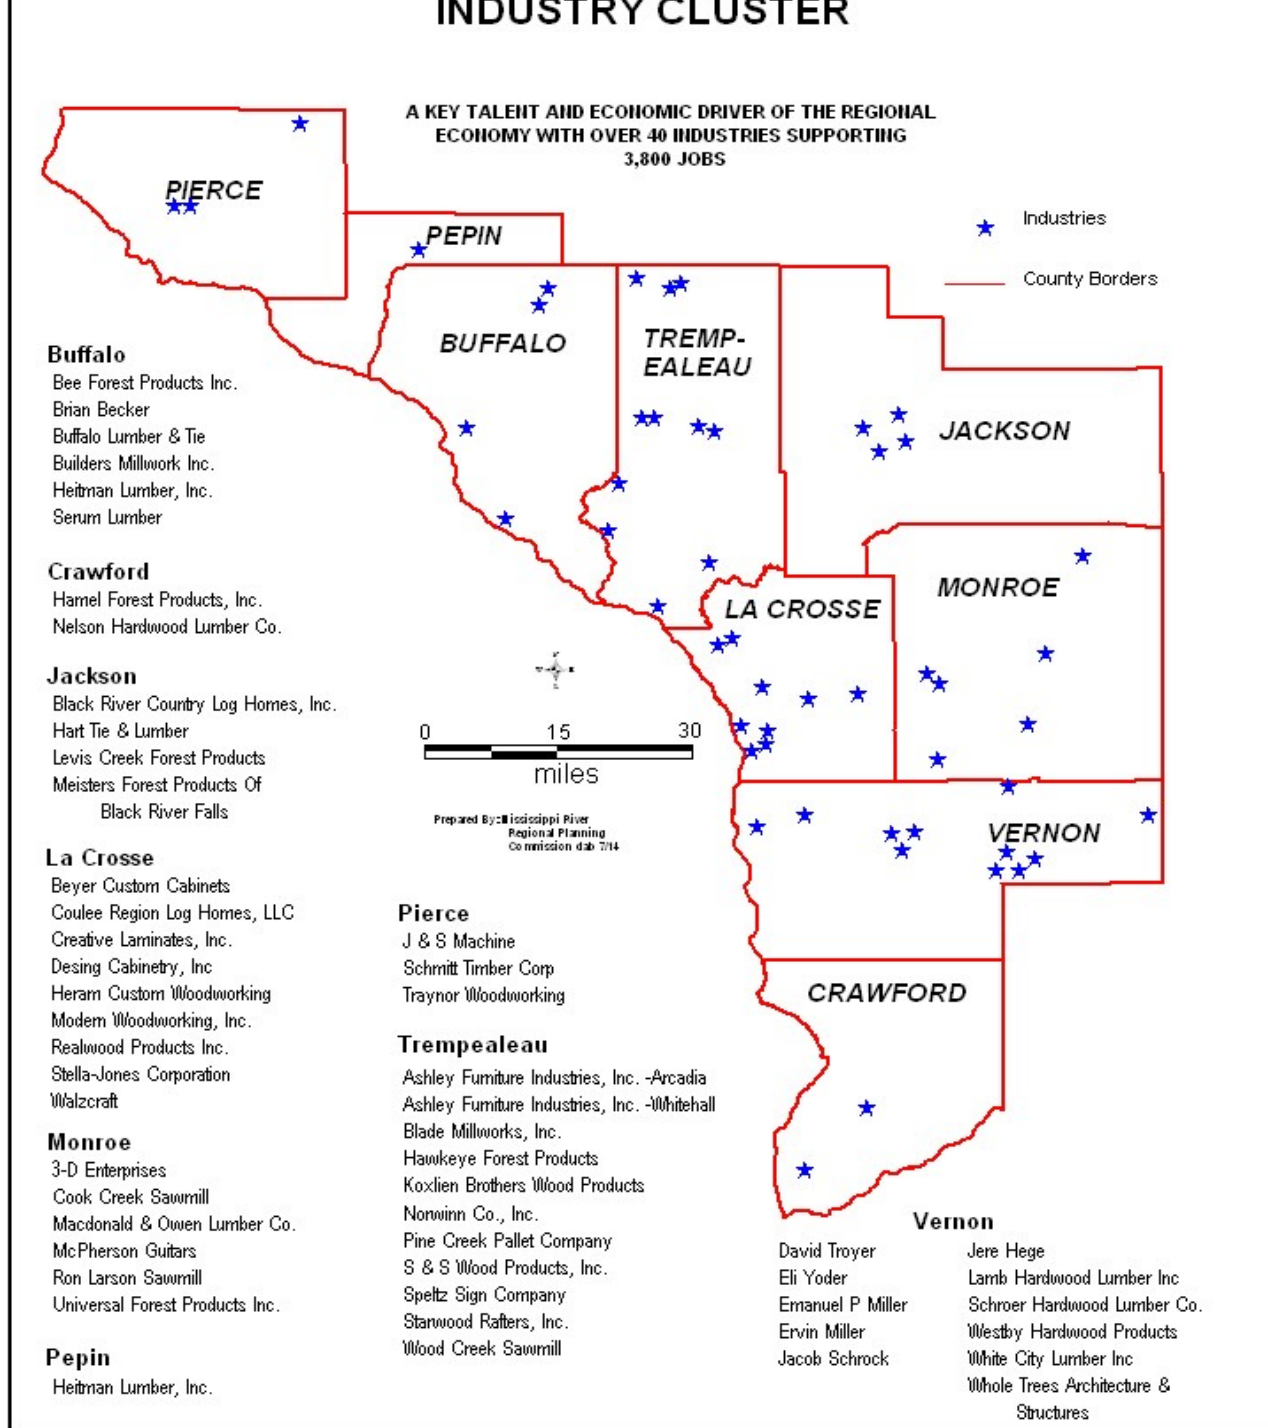 INDUSTRY CLUSTER
A KEY TALENT AND ECONOMIC DRIVER OF THE REGIONAL
ECONOMY WITH OVER 40 INDUSTRIES SUPPORTING
3,800 JOBS
Industries
County Borders
PIERCE
PEPIN
BUFFALO
TREMP-
EALEAU
JACKSON
MONROE
LA CROSSE
VERNON
CRAWFORD
0 15 30
miles
Prepared By: Mississippi River
Regional Planning
Commission dab 7/14
Buffalo
Bee Forest Products Inc.
Brian Becker
Buffalo Lumber & Tie
Builders Millwork Inc.
Heitman Lumber, Inc.
Serum Lumber
Crawford
Hamel Forest Products, Inc.
Nelson Hardwood Lumber Co.
Jackson
Black River Country Log Homes, Inc.
Hart Tie & Lumber
Levis Creek Forest Products
Meisters Forest Products Of
Black River Falls
La Crosse
Beyer Custom Cabinets
Coulee Region Log Homes, LLC
Creative Laminates, Inc.
Desing Cabinetry, Inc
Heram Custom Woodworking
Modern Woodworking, Inc.
Realwood Products Inc.
Stella-Jones Corporation
Walzcraft
Monroe
3-D Enterprises
Cook Creek Sawmill
Macdonald & Owen Lumber Co.
McPherson Guitars
Ron Larson Sawmill
Universal Forest Products Inc.
Pepin
Heitman Lumber, Inc.
Pierce
J & S Machine
Schmitt Timber Corp
Traynor Woodworking
Trempealeau
Ashley Furniture Industries, Inc. -Arcadia
Ashley Furniture Industries, Inc. -Whitehall
Blade Millworks, Inc.
Hawkeye Forest Products
Koxlien Brothers Wood Products
Norwinn Co., Inc.
Pine Creek Pallet Company
S & S Wood Products, Inc.
Speltz Sign Company
Starwood Rafters, Inc.
Wood Creek Sawmill
Vernon
David Troyer
Eli Yoder
Emanuel P Miller
Ervin Miller
Jacob Schrock
Jere Hege
Lamb Hardwood Lumber Inc
Schroer Hardwood Lumber Co.
Westby Hardwood Products
White City Lumber Inc
Whole Trees Architecture &
Structures